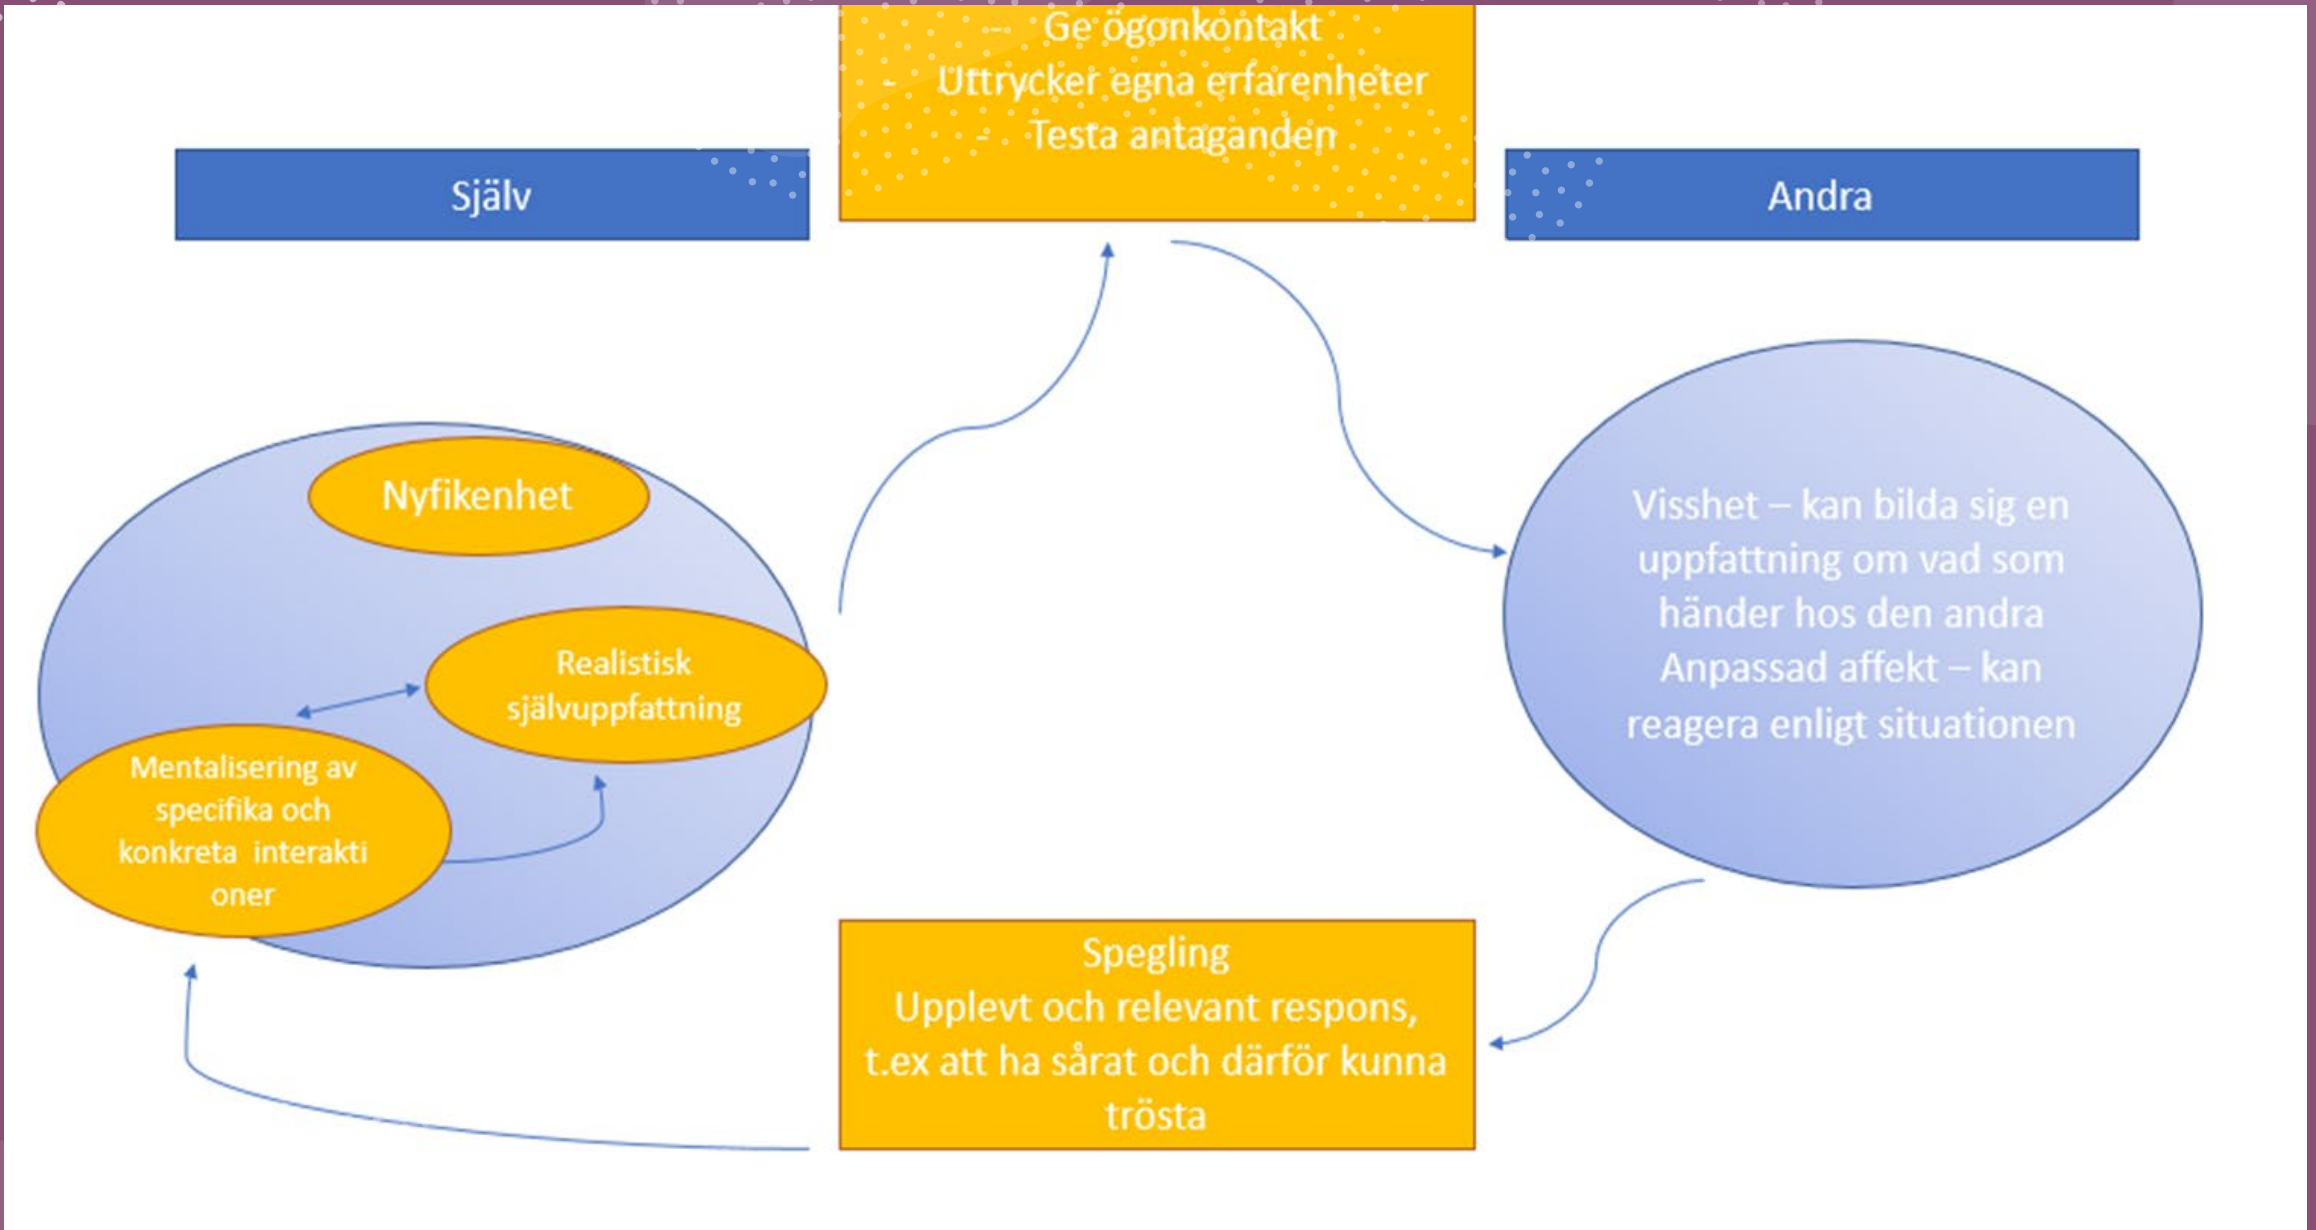 - Ge ögonkontakt
- Uttrycker egna erfarenheter
- Testa antaganden
Själv
Andra
Nyfikenhet
Realistisk
självuppfattning
Mentalisering av
specifika och
konkreta interakti
oner
Visshet – kan bilda sig en
uppfattning om vad som
händer hos den andra
Anpassad affekt – kan
reagera enligt situationen
Spegling
Upplevt och relevant respons,
t.ex att ha sårat och därför kunna
trösta